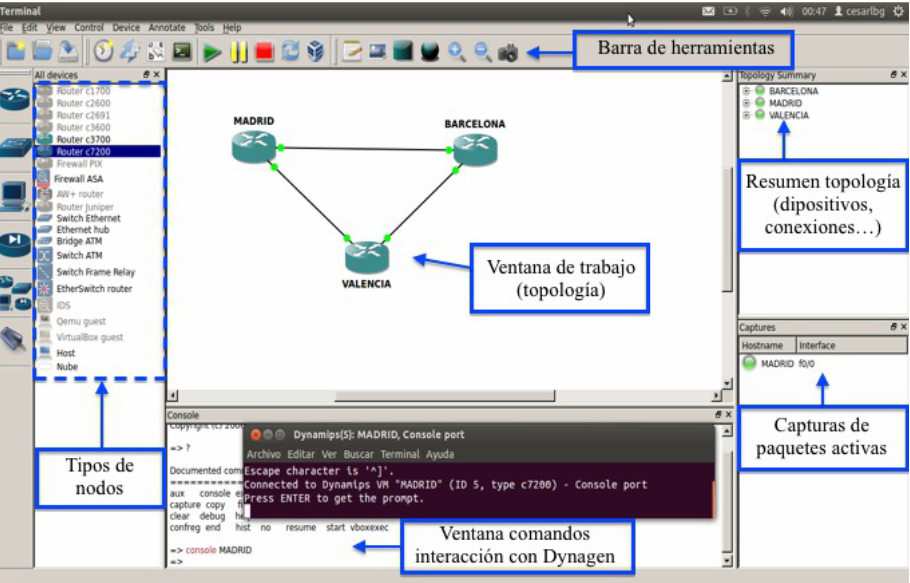 Terminal
00:47 cesarlbg
File Edit View Control Device Annotate Tools Help
Barra de herramientas
All devices
Router c1700
Router c2600
Router c2691
Router c3600
Router c3700
Router c7200
Firewall PIX
Firewall ASA
AW+ router
Router Juniper
Switch Ethernet
Ethernet hub
Bridge ATM
Switch ATM
Switch Frame Relay
EtherSwitch router
IDS
Qemu guest
VirtualBox guest
Host
Nube
Tipos de
nodos
MADRID
BARCELONA
VALENCIA
Ventana de trabajo
(topología)
Topology Summary
BARCELONA
MADRID
VALENCIA
Resumen topología
(dipositivos,
conexiones…)
Captures
Hostname Interface
MADRID f0/0
Capturas de
paquetes activas
Console
Copyright (c) 200
=> ?
Documented com
aux console e
capture copy
clear debug he
confreg end hist no resume start vboxexec
=> console MADRID
=>
Dynamips(5): MADRID, Console port
Archivo Editar Ver Buscar Terminal Ayuda
Escape character is '^]'.
Connected to Dynamips VM "MADRID" (ID 5, type c7200) - Console port
Press ENTER to get the prompt.
Ventana comandos
interacción con Dynagen